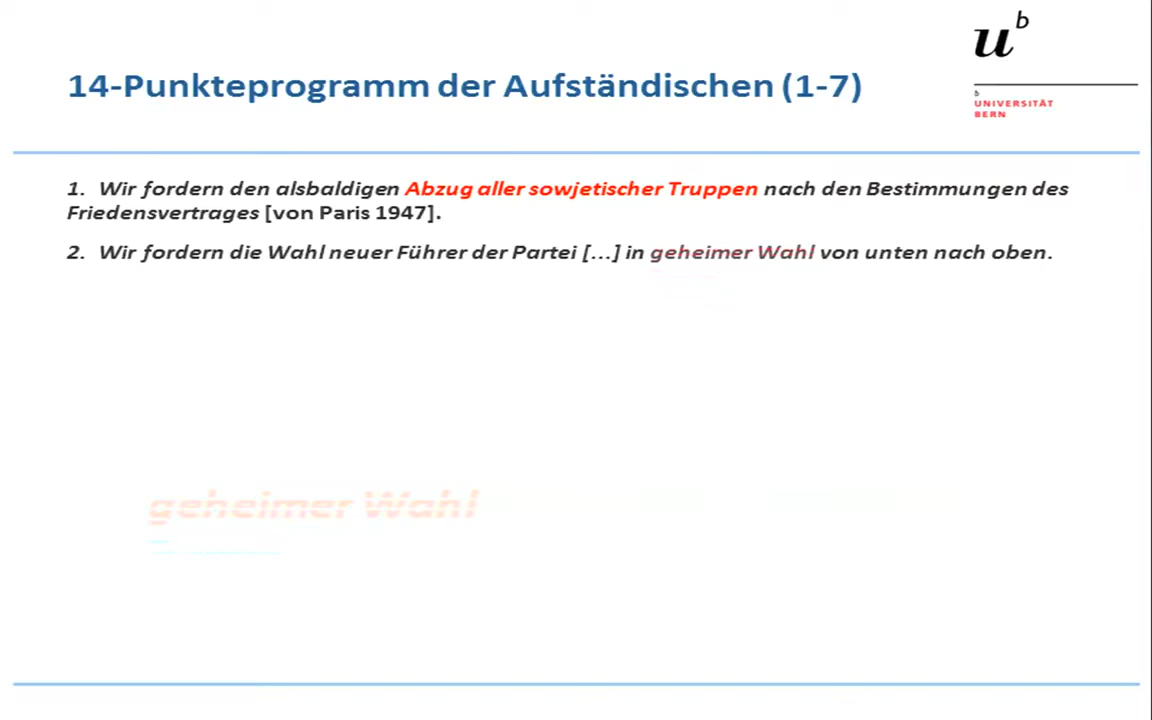 u b
14-Punkteprogramm der Aufständischen (1-7)
b
UNIVERSITÄT
BERN
1. Wir fordern den alsbaldigen Abzug aller sowjetischer Truppen nach den Bestimmungen des
Friedensvertrages [von Paris 1947].
2. Wir fordern die Wahl neuer Führer der Partei [...] in geheimer Wahl von unten nach oben.
geheimer Wahl